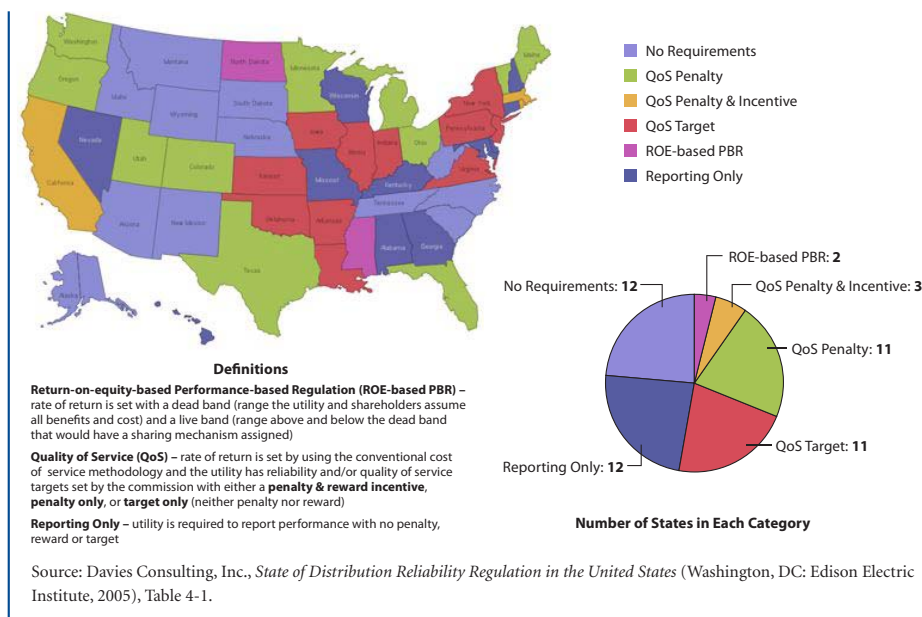 Washington
Montana
North Dakota
Minnesota
Maine
Oregon
Idaho
Wyoming
South Dakota
Wisconsin
New York
Nebraska
Iowa
Pennsylvania
Nevada
Utah
Colorado
Illinois
Indiana
Ohio
California
Kansas
Missouri
Kentucky
Virginia
Tennessee
Arizona
New Mexico
Oklahoma
Arkansas
Alabama
Georgia
Texas
Alaska
No Requirements
QoS Penalty
QoS Penalty & Incentive
QoS Target
ROE-based PBR
Reporting Only
ROE-based PBR: 2
No Requirements: 12
QoS Penalty & Incentive: 3
QoS Penalty: 11
QoS Target: 11
Reporting Only: 12
Number of States in Each Category
Definitions
Return-on-equity-based Performance-based Regulation (ROE-based PBR) –
rate of return is set with a dead band (range the utility and shareholders assume
all benefits and cost) and a live band (range above and below the dead band
that would have a sharing mechanism assigned)
Quality of Service (QoS) – rate of return is set by using the conventional cost
of service methodology and the utility has reliability and/or quality of service
targets set by the commission with either a penalty & reward incentive,
penalty only, or target only (neither penalty nor reward)
Reporting Only – utility is required to report performance with no penalty,
reward or target
Source: Davies Consulting, Inc., State of Distribution Reliability Regulation in the United States (Washington, DC: Edison Electric
Institute, 2005), Table 4-1.